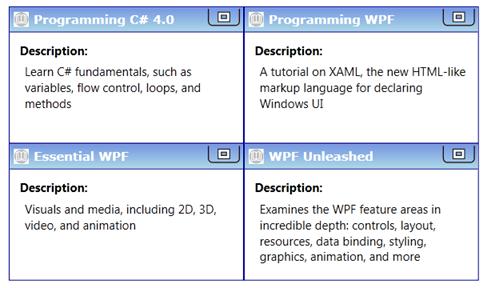 Programming C# 4.0
Description:
Learn C# fundamentals, such as
variables, flow control, loops, and
methods
Programming WPF
Description:
A tutorial on XAML, the new HTML-like
markup language for declaring
Windows UI
Essential WPF
Description:
Visuals and media, including 2D, 3D,
video, and animation
WPF Unleashed
Description:
Examines the WPF feature areas in
incredible depth: controls, layout,
resources, data binding, styling,
graphics, animation, and more